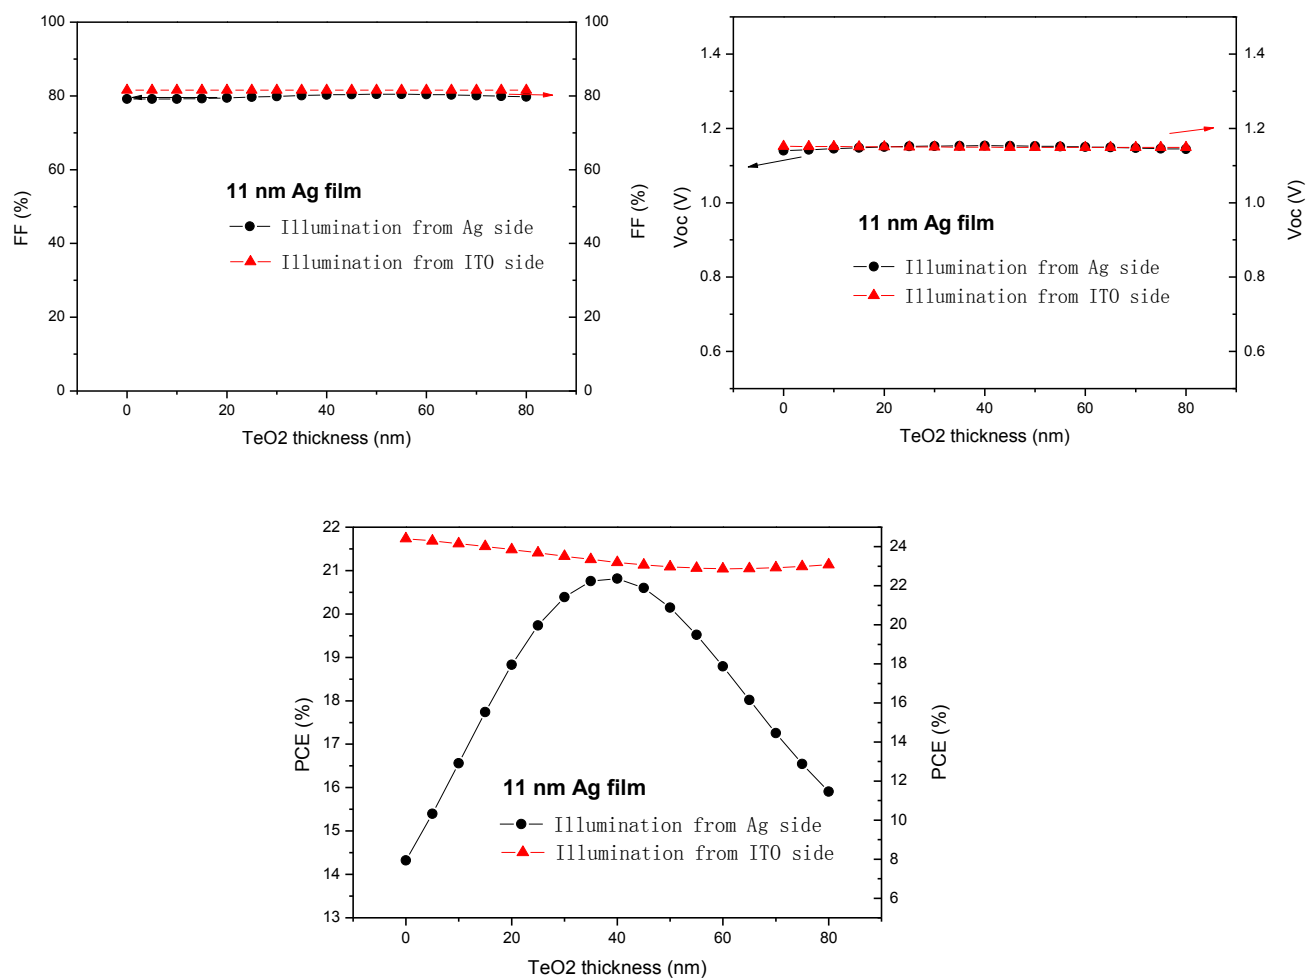 100
80
60
40
20
0
FF (%)
100
80
60
40
20
0
FF (%)
11 nm Ag film
Illumination from Ag side
Illumination from ITO side
0 20 40 60 80
TeO2 thickness (nm)
1.4
1.2
1.0
0.8
0.6
Voc (V)
1.4
1.2
1.0
0.8
0.6
Voc (V)
11 nm Ag film
Illumination from Ag side
Illumination from ITO side
0 20 40 60 80
TeO2 thickness (nm)
22
21
20
19
18
17
16
15
14
13
PCE (%)
24
22
20
18
16
14
12
10
8
6
PCE (%)
11 nm Ag film
Illumination from Ag side
Illumination from ITO side
0 20 40 60 80
TeO2 thickness (nm)